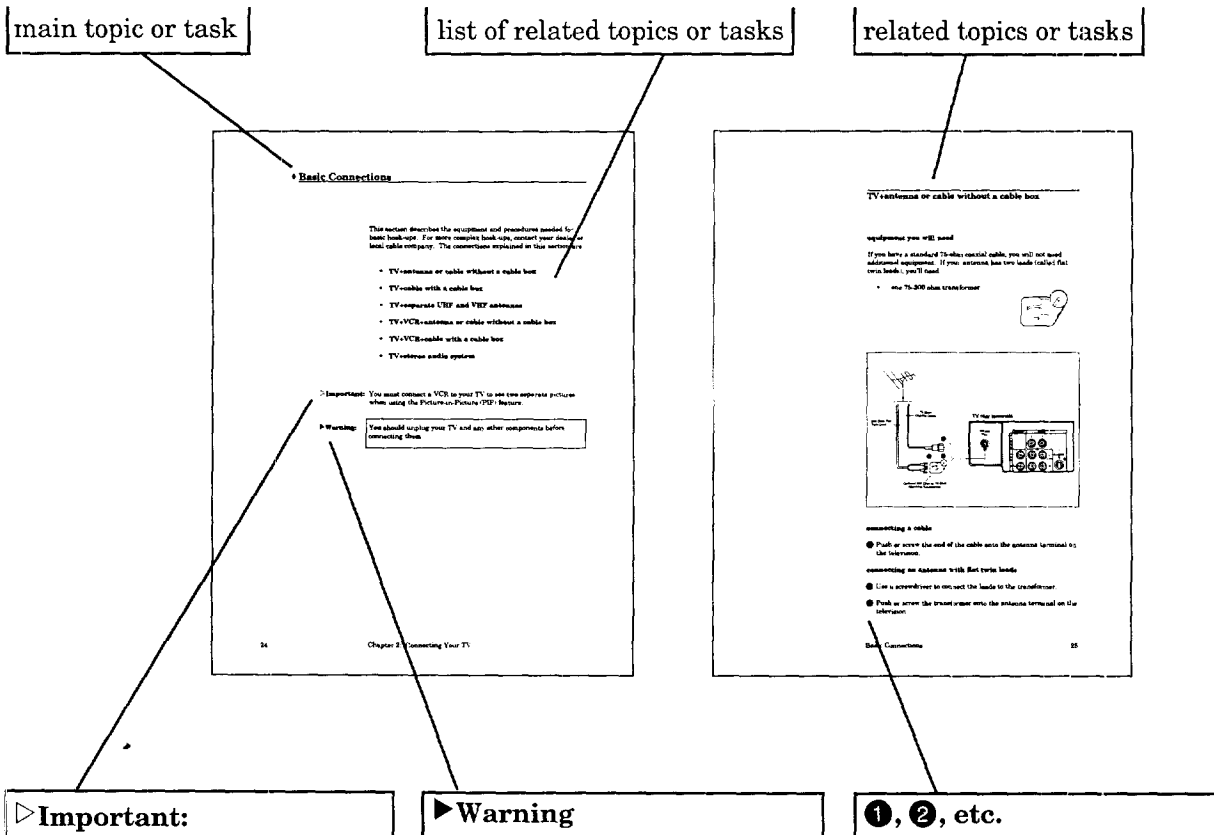 main topic or task
list of related topics or tasks
related topics or tasks
Basic Connections
This section describes the equipment and procedures needed for
basic hook-ups. For more complex hook-ups, contact your dealer or
local cable company. The connections explained in this section are
• TV+antenna or cable without a cable box
• TV+cable with a cable box
• TV+separate UHF and VHF antennas
• TV+VCR+antenna or cable without a cable box
• TV+VCR+cable with a cable box
• TV+stereo audio system
▷Important: You must connect a VCR to your TV to see two separate pictures
when using the Picture-in-Picture (PIP) feature.
▶Warning: You should unplug your TV and any other components before
connecting them
24 Chapter 2: Connecting Your TV
TV+antenna or cable without a cable box
equipment you will need
If you have a standard 75-ohm coaxial cable, you will not need
additional equipment. If your antenna has two leads (called flat
twin leads), you'll need
• one 75-300 ohm transformer
TV rear terminals
connecting a cable
Push or screw the end of the cable onto the antenna terminal on
the television.
connecting an antenna with flat twin leads
Use a screwdriver to connect the leads to the transformer.
Push or screw the transformer onto the antenna terminal on the
television
Basic Connections 25
▷Important:
▶Warning
❶, ❷, etc.